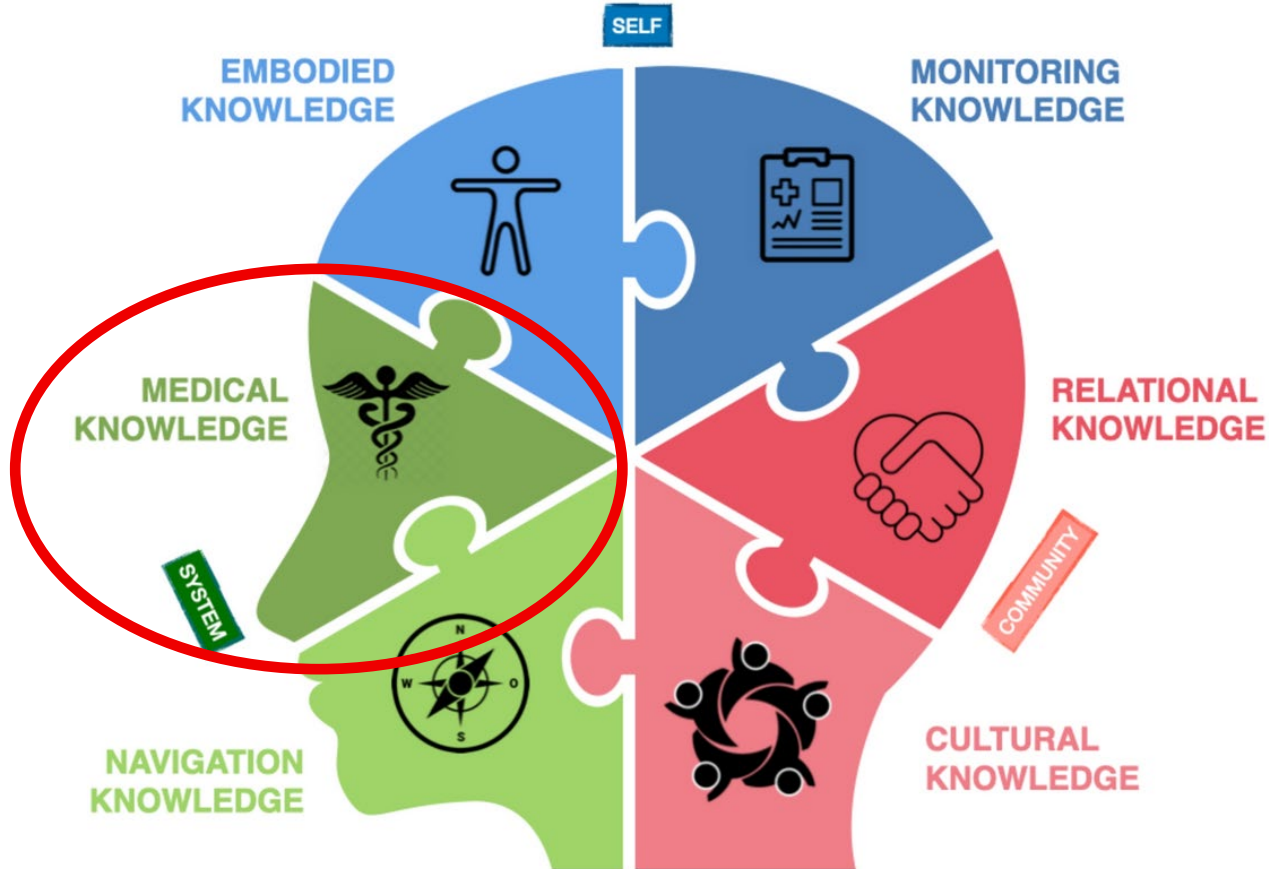 SELF
EMBODIED
KNOWLEDGE
MONITORING
KNOWLEDGE
MEDICAL
KNOWLEDGE
RELATIONAL
KNOWLEDGE
SYSTEM
COMMUNITY
N
W
O
S
NAVIGATION
KNOWLEDGE
CULTURAL
KNOWLEDGE